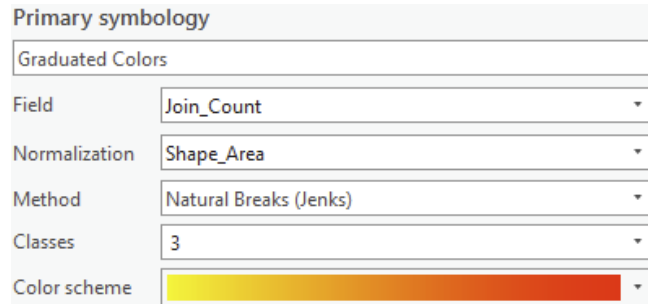 Primary symbology
Graduated Colors
Field Join_Count
Normalization Shape_Area
Method Natural Breaks (Jenks)
Classes 3
Color scheme